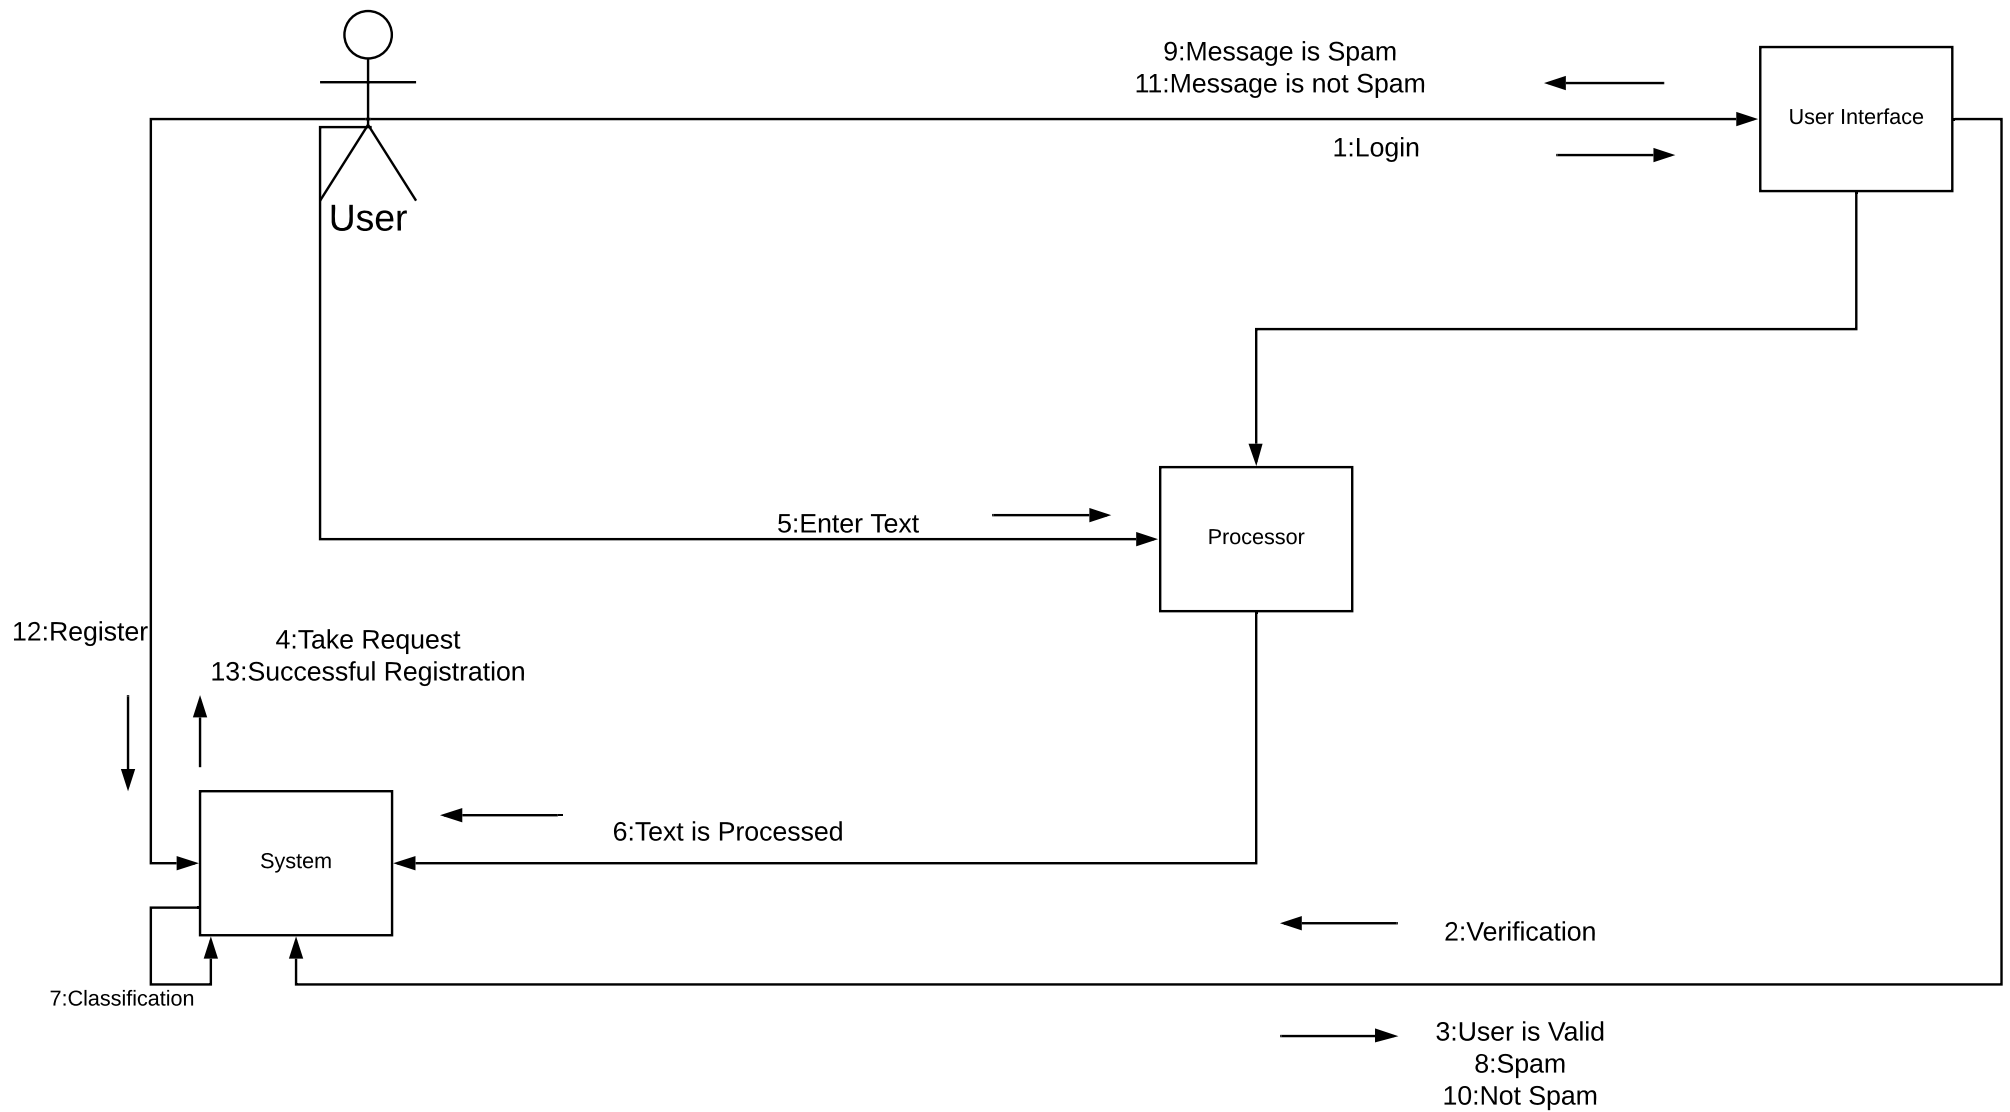 9:Message is Spam
11:Message is not Spam
User Interface
1:Login
User
5:Enter Text
Processor
12:Register
4:Take Request
13:Successful Registration
6:Text is Processed
System
2:Verification
7:Classification
3:User is Valid
8:Spam
10:Not Spam